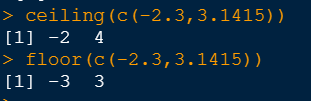 > ceiling(c(-2.3,3.1415))
[1] -2  4
> floor(c(-2.3,3.1415))
[1] -3  3
>